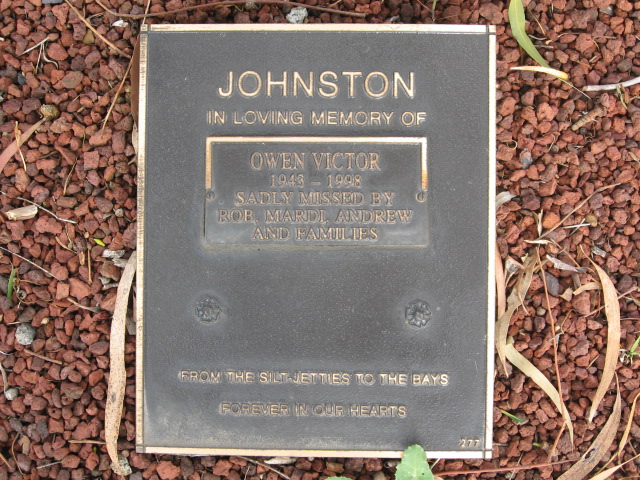 JOHNSTON
IN LOVING MEMORY OF
OWEN VICTOR
1943 – 1998
SADLY MISSED BY
ROB, MARDI, ANDREW
AND FAMILIES
FROM THE SILT-JETTIES TO THE BAYS
FOREVER IN OUR HEARTS
277